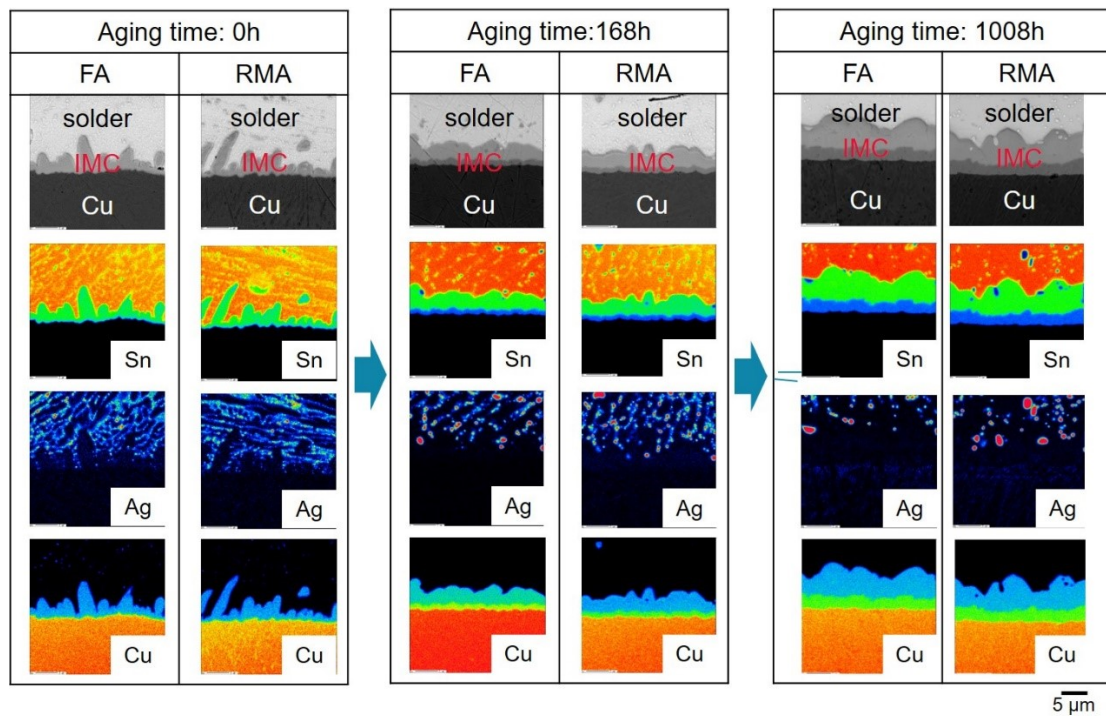 Aging time: 0h
FA RMA
solder solder
IMC IMC
Cu Cu
Sn Sn
Ag Ag
Cu Cu
Aging time:168h
FA RMA
solder solder
IMC IMC
Cu Cu
Sn Sn
Ag Ag
Cu Cu
Aging time: 1008h
FA RMA
solder solder
IMC IMC
Cu Cu
Sn Sn
Ag Ag
Cu Cu
5 μm